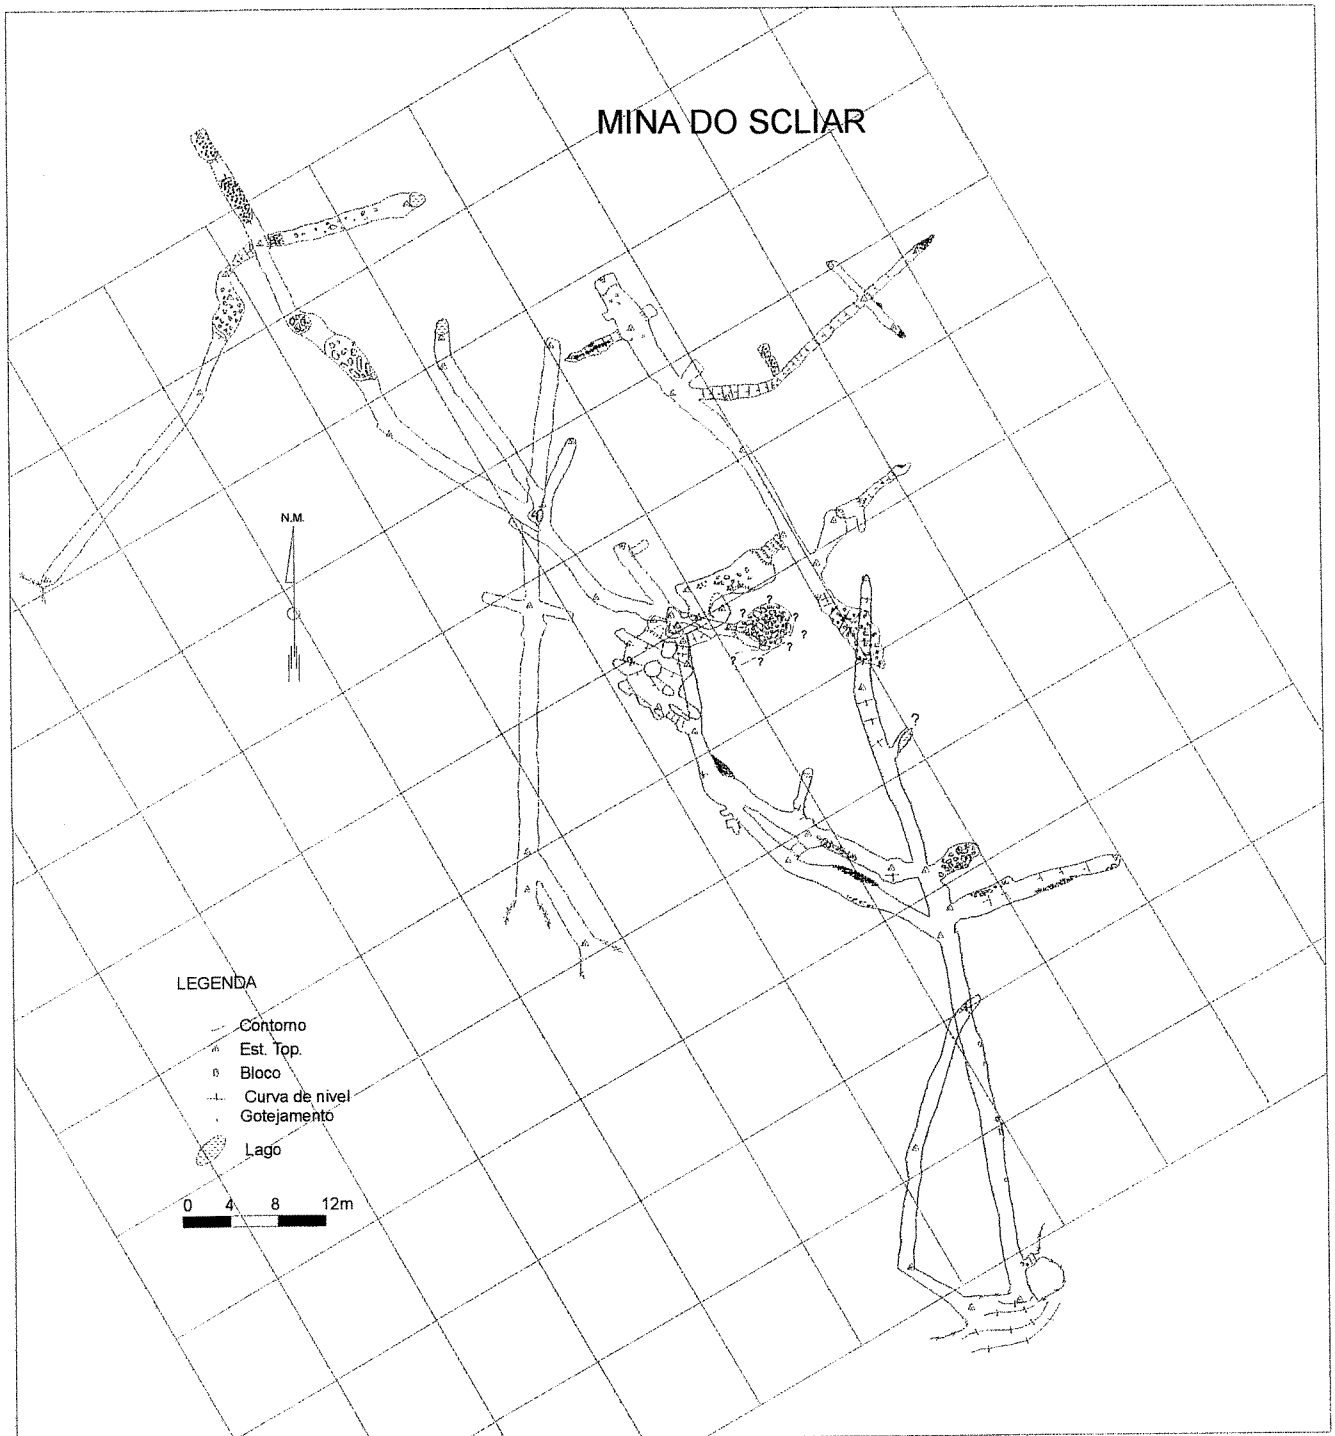 MINA DO SCLIAR
N.M.
?
?
?
?
?
?
?
?
LEGENDA
Contorno
Est. Top.
Bloco
Curva de nivel
Gotejamento
Lago
0 4 8 12m